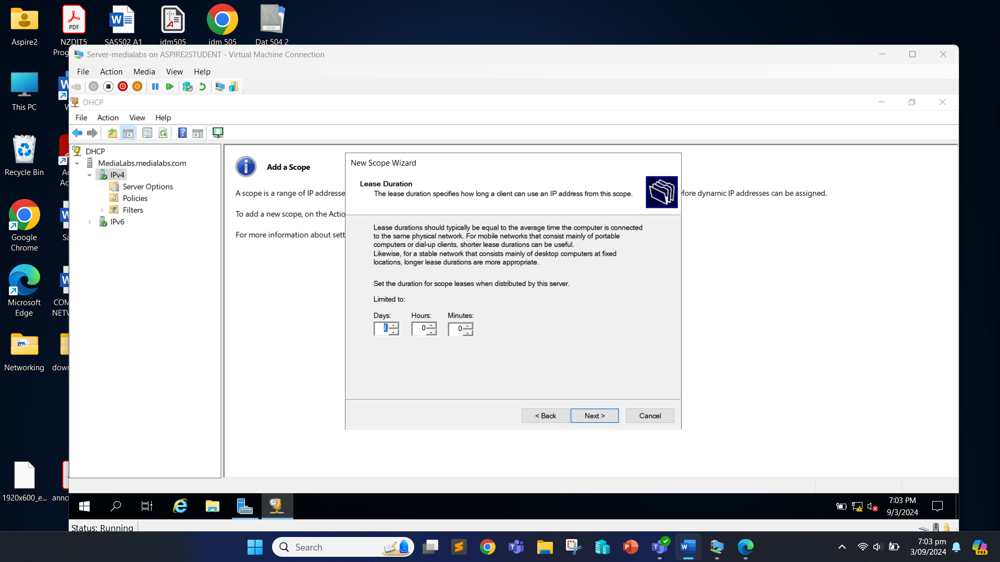 Aspire2
NZDIT5
Prog
SAS502 A1
idm505
idm 505
Dat 504 2
This PC
Recycle Bin
Google
Chrome
Microsoft
Edge
COM
NETW
Networking
down
1920x600_e...
anno
Server-medialabs on ASPIRE2STUDENT - Virtual Machine Connection
File Action Media View Help
DHCP
File Action View Help
DHCP
MediaLabs.medialabs.com
IPv4
Server Options
Policies
Filters
IPv6
Add a Scope
A scope is a range of IP addresse
fore dynamic IP addresses can be assigned.
To add a new scope, on the Actio
For more information about sett
New Scope Wizard
Lease Duration
The lease duration specifies how long a client can use an IP address from this scope.
Lease durations should typically be equal to the average time the computer is connected
to the same physical network. For mobile networks that consist mainly of portable
computers or dial-up clients, shorter lease durations can be useful.
Likewise, for a stable network that consists mainly of desktop computers at fixed
locations, longer lease durations are more appropriate.
Set the duration for scope leases when distributed by this server.
Limited to:
Days: Hours: Minutes:
0 0
< Back Next > Cancel
7:03 PM
9/3/2024
Status: Running
Search
7:03 pm
3/09/2024
PRE